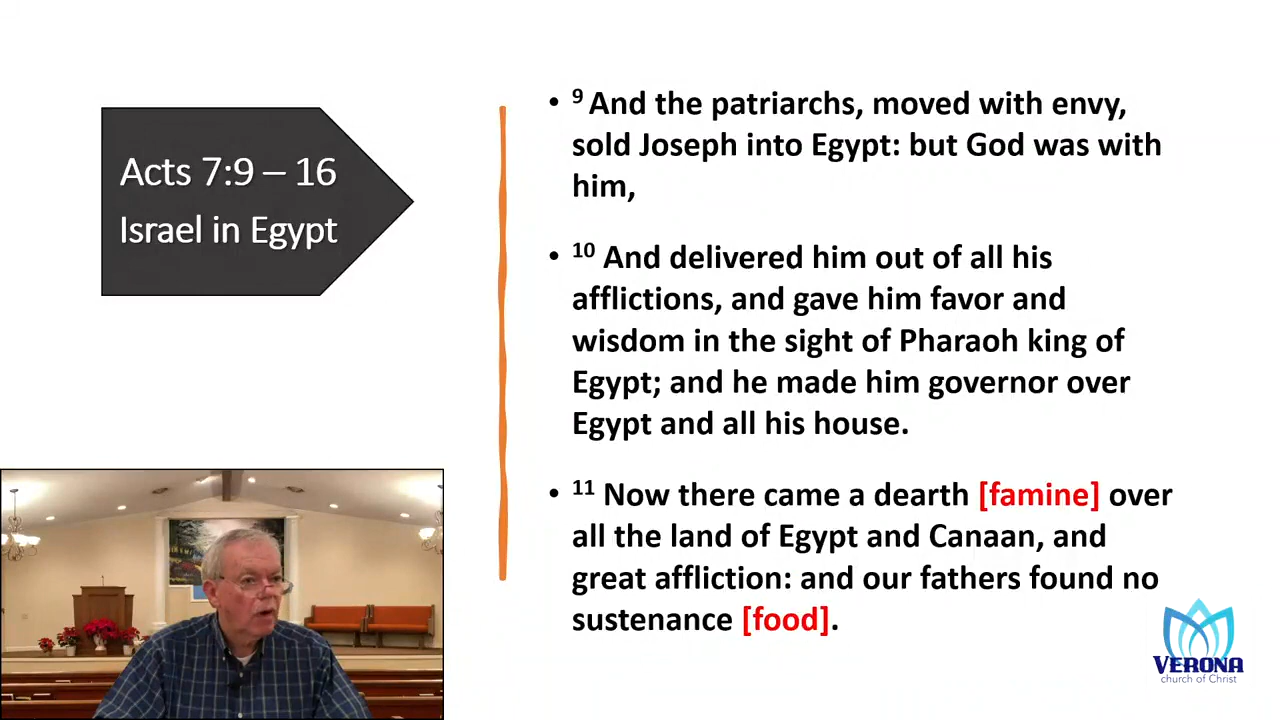 Acts 7:9 – 16
Israel in Egypt
• 9 And the patriarchs, moved with envy,
sold Joseph into Egypt: but God was with
him,
• 10 And delivered him out of all his
afflictions, and gave him favor and
wisdom in the sight of Pharaoh king of
Egypt; and he made him governor over
Egypt and all his house.
• 11 Now there came a dearth [famine] over
all the land of Egypt and Canaan, and
great affliction: and our fathers found no
sustenance [food].
VERONA
church of Christ